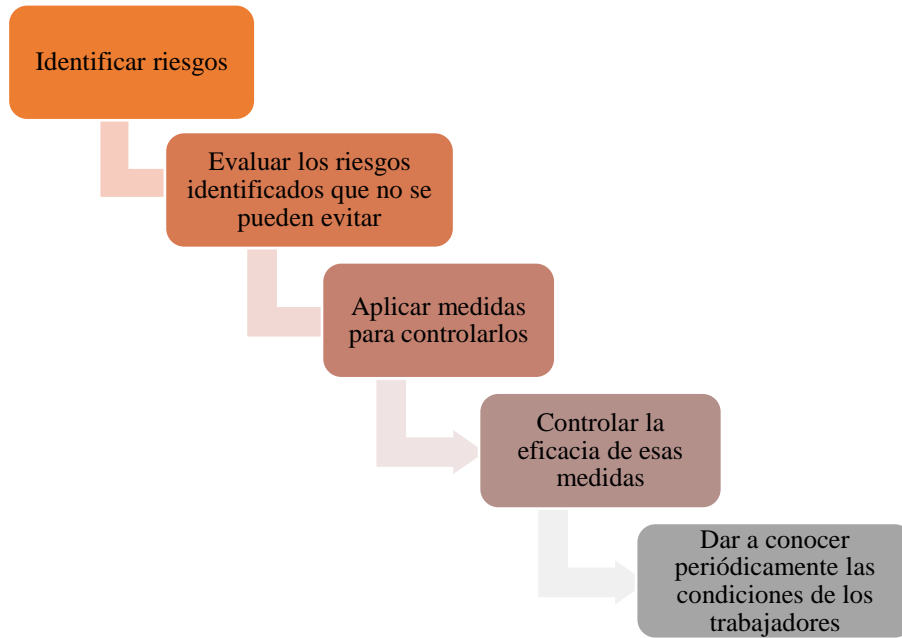 Identificar riesgos
Evaluar los riesgos
identificados que no se
pueden evitar
Aplicar medidas
para controlarlos
Controlar la
eficacia de esas
medidas
Dar a conocer
periódicamente las
condiciones de los
trabajadores